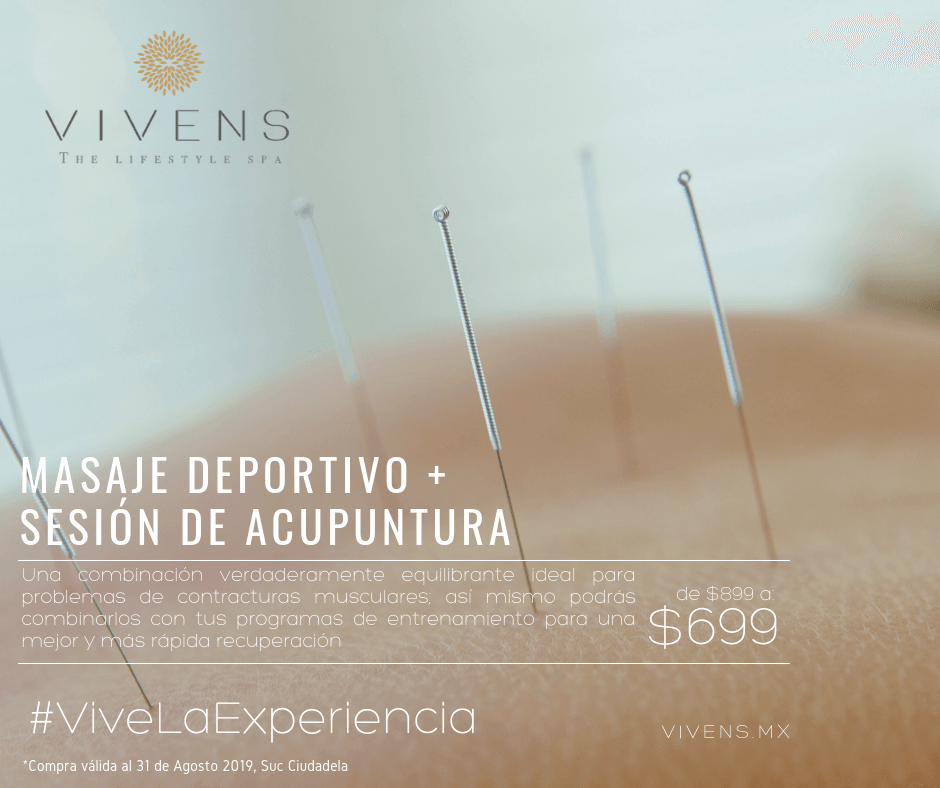 VIVENS
THE LIFESTYLE SPA
MASAJE DEPORTIVO +
SESIÓN DE ACUPUNTURA
Una combinación verdaderamente equilibrante ideal para
problemas de contracturas musculares; así mismo podrás
combinarlos con tus programas de entrenamiento para una
mejor y más rápida recuperación
de $899 a:
$699
#ViveLaExperiencia
VIVENS.MX
*Compra válida al 31 de Agosto 2019, Suc Ciudadela